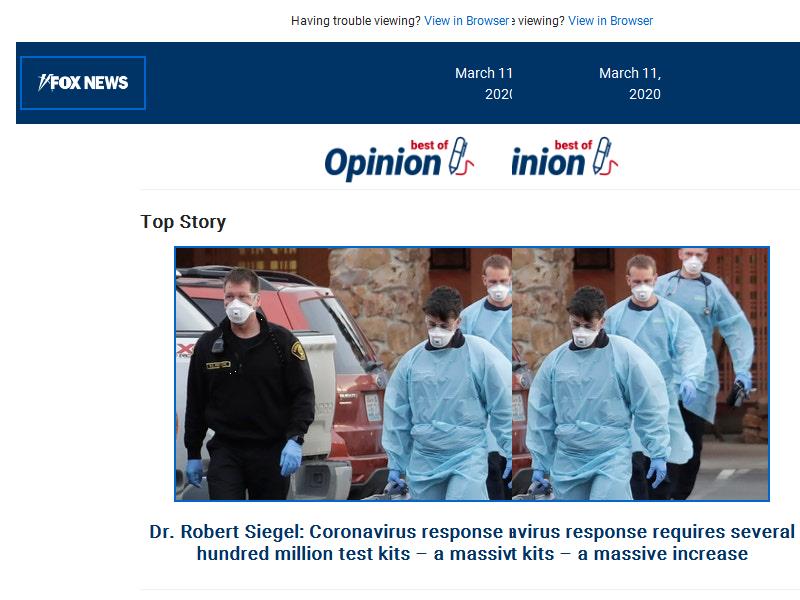 Having trouble viewing? View in Browser e viewing? View in Browser
FOX NEWS
March 11 March 11,
2020 2020
best of best of
Opinion inion
Top Story
Dr. Robert Siegel: Coronavirus response avirus response requires several
hundred million test kits – a massivt kits – a massive increase